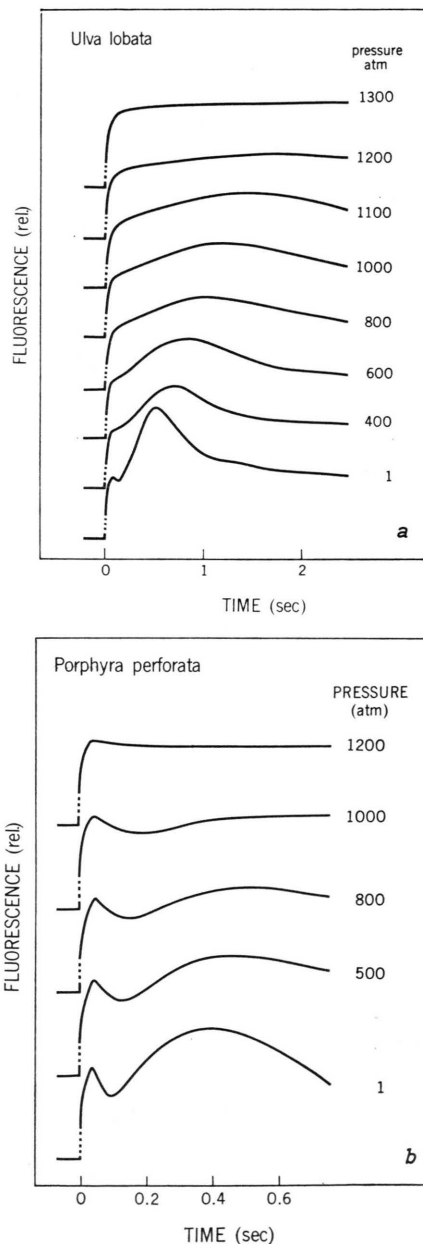 Ulva lobata
pressure
atm
1300
1200
1100
1000
800
600
400
1
FLUORESCENCE (rel.)
a
0 1 2
TIME (sec)
Porphyra perforata
PRESSURE
(atm)
1200
1000
800
500
1
FLUORESCENCE (rel.)
b
0 0.2 0.4 0.6
TIME (sec)